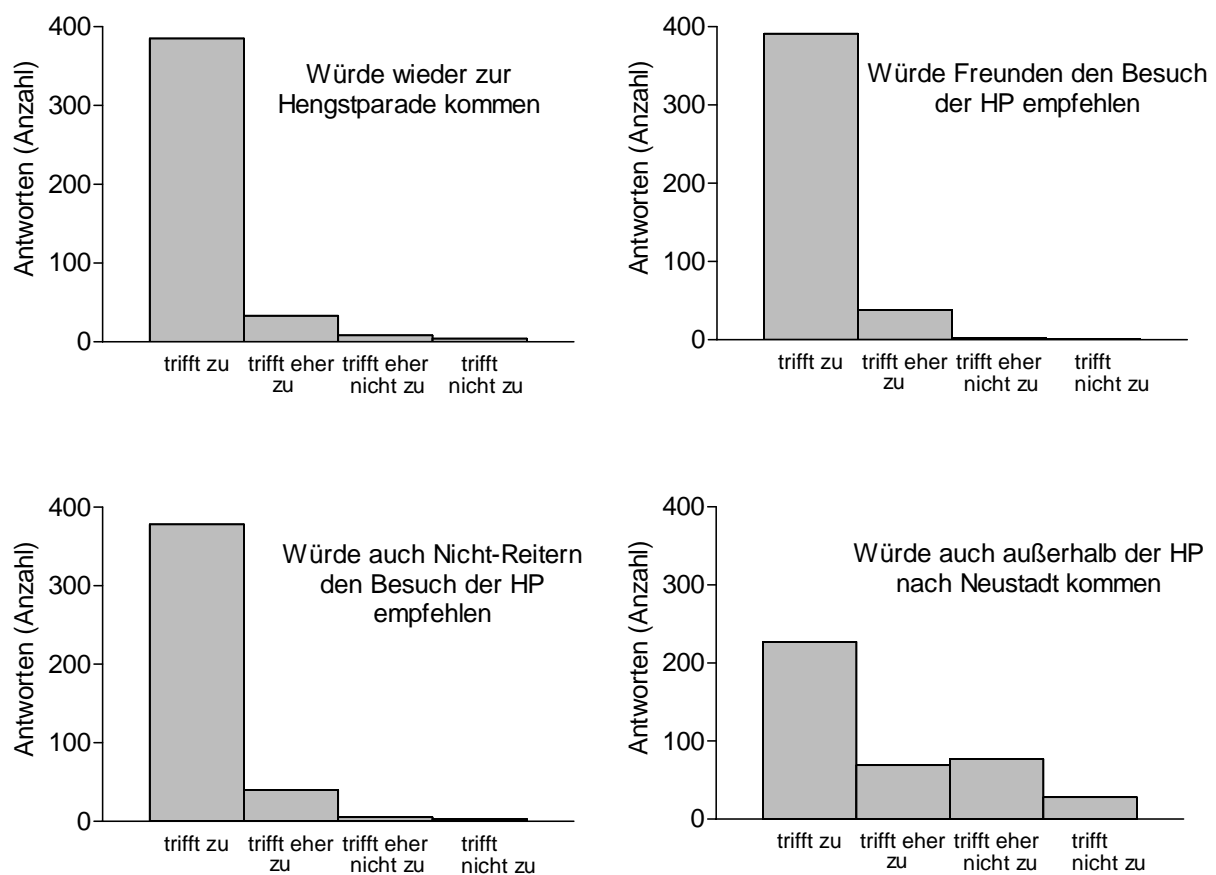 Würde wieder zur
Hengstparade kommen
Antworten (Anzahl)
400
300
200
100
0
trifft zu
trifft eher
zu
trifft eher
nicht zu
trifft
nicht zu
Würde Freunden den Besuch
der HP empfehlen
Antworten (Anzahl)
400
300
200
100
0
trifft zu
trifft eher
zu
trifft eher
nicht zu
trifft
nicht zu
Würde auch Nicht-Reitern
den Besuch der HP
empfehlen
Antworten (Anzahl)
400
300
200
100
0
trifft zu
trifft eher
zu
trifft eher
nicht zu
trifft
nicht zu
Würde auch außerhalb der HP
nach Neustadt kommen
Antworten (Anzahl)
400
300
200
100
0
trifft zu
trifft eher
zu
trifft eher
nicht zu
trifft
nicht zu